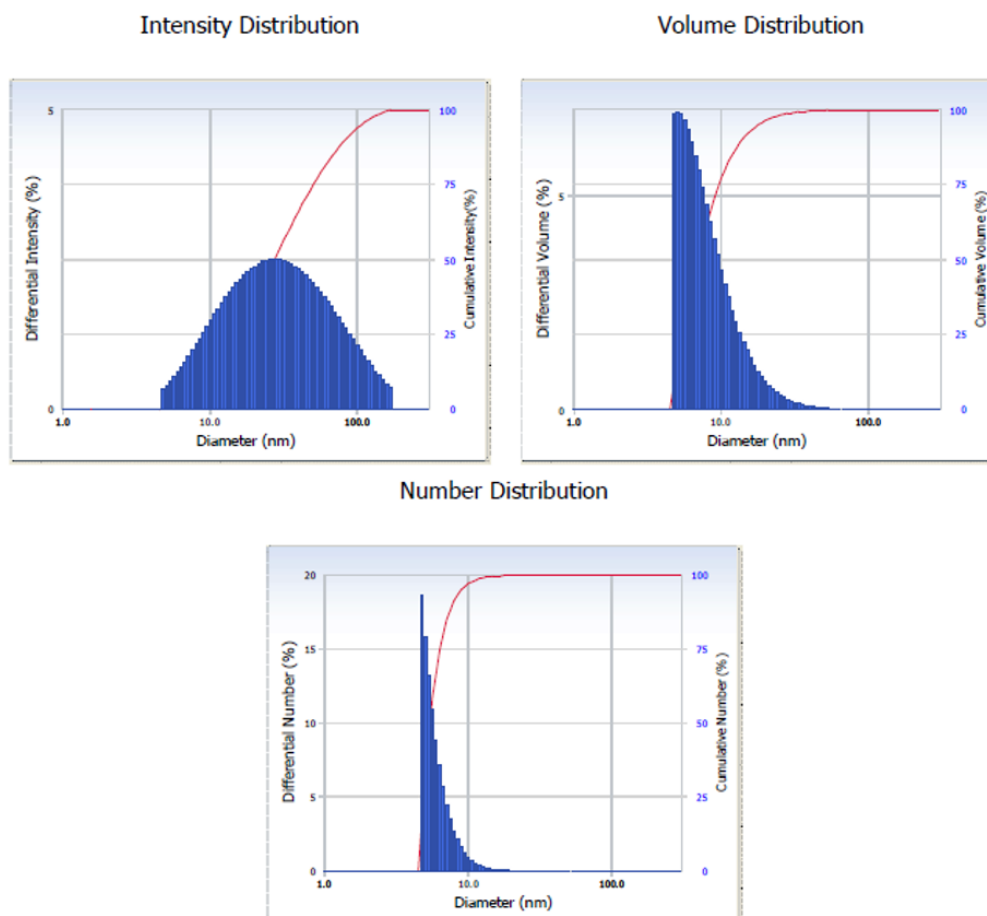 Intensity Distribution
Volume Distribution
5
0
Differential Intensity (%)
100
75
50
25
0
Cumulative Intensity(%)
1.0
10.0
100.0
Diameter (nm)
5
0
Differential Volume (%)
100
75
50
25
0
Cumulative Volume (%)
1.0
10.0
100.0
Diameter (nm)
Number Distribution
20
15
10
5
0
Differential Number (%)
100
75
50
25
0
Cumulative Number (%)
1.0
10.0
100.0
Diameter (nm)